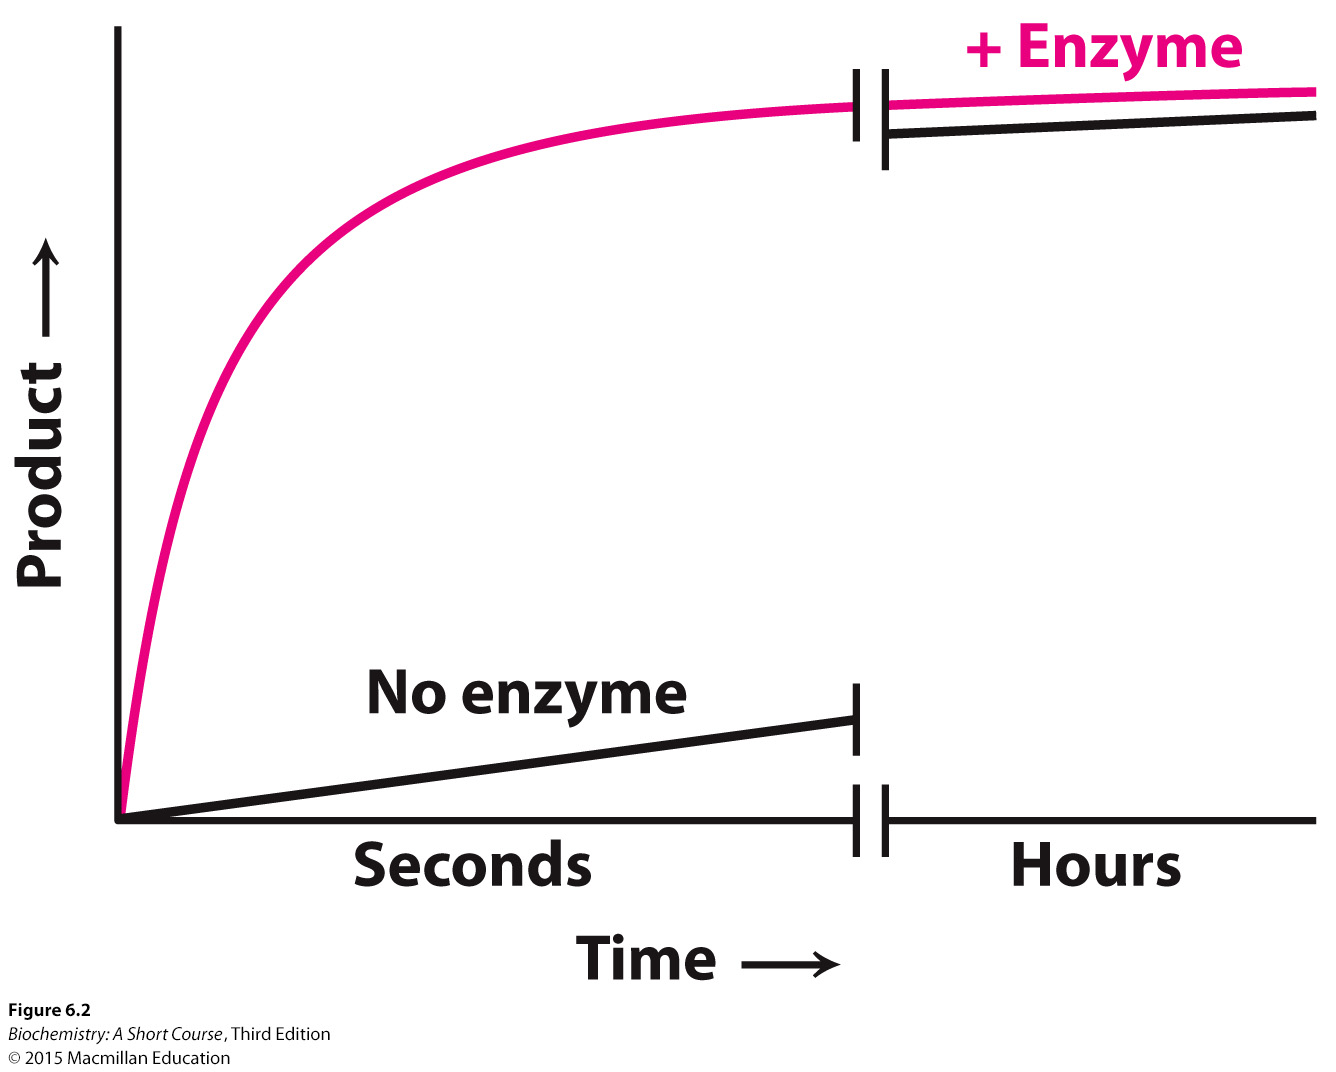 + Enzyme
Product
No enzyme
Seconds
Hours
Time
Figure 6.2
Biochemistry: A Short Course, Third Edition
© 2015 Macmillan Education